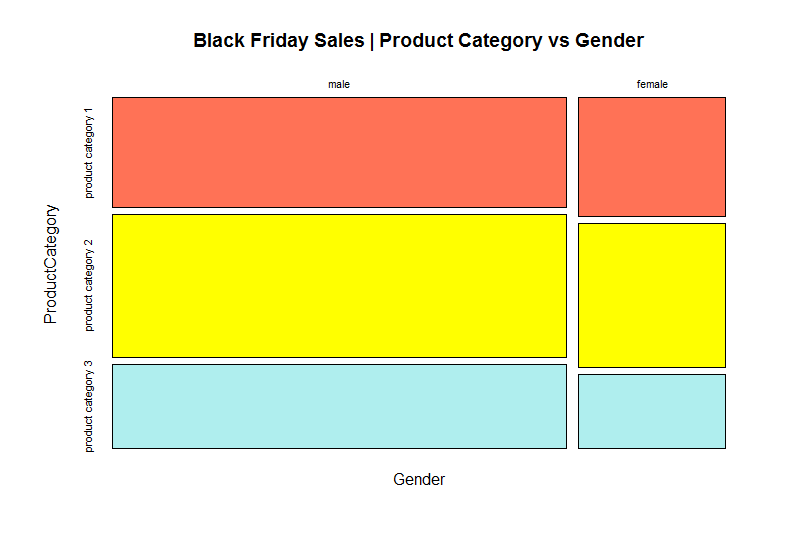 Black Friday Sales | Product Category vs Gender
male
female
product category 1
product category 2
product category 3
ProductCategory
Gender